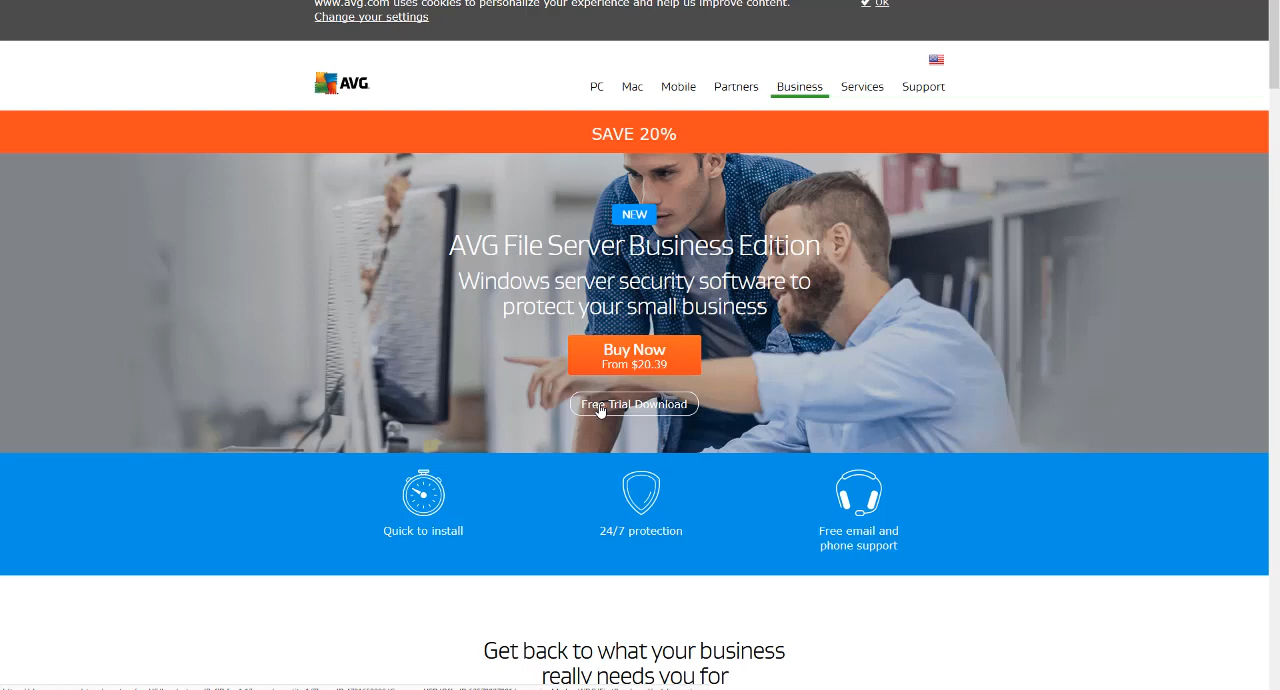 www.avg.com uses cookies to personalize your experience and help us improve content.
OK
Change your settings
AVG
PC Mac Mobile Partners Business Services Support
SAVE 20%
NEW
AVG File Server Business Edition
Windows server security software to
protect your small business
Buy Now
From $20.39
Free Trial Download
Quick to install
24/7 protection
Free email and
phone support
Get back to what your business
really needs you for